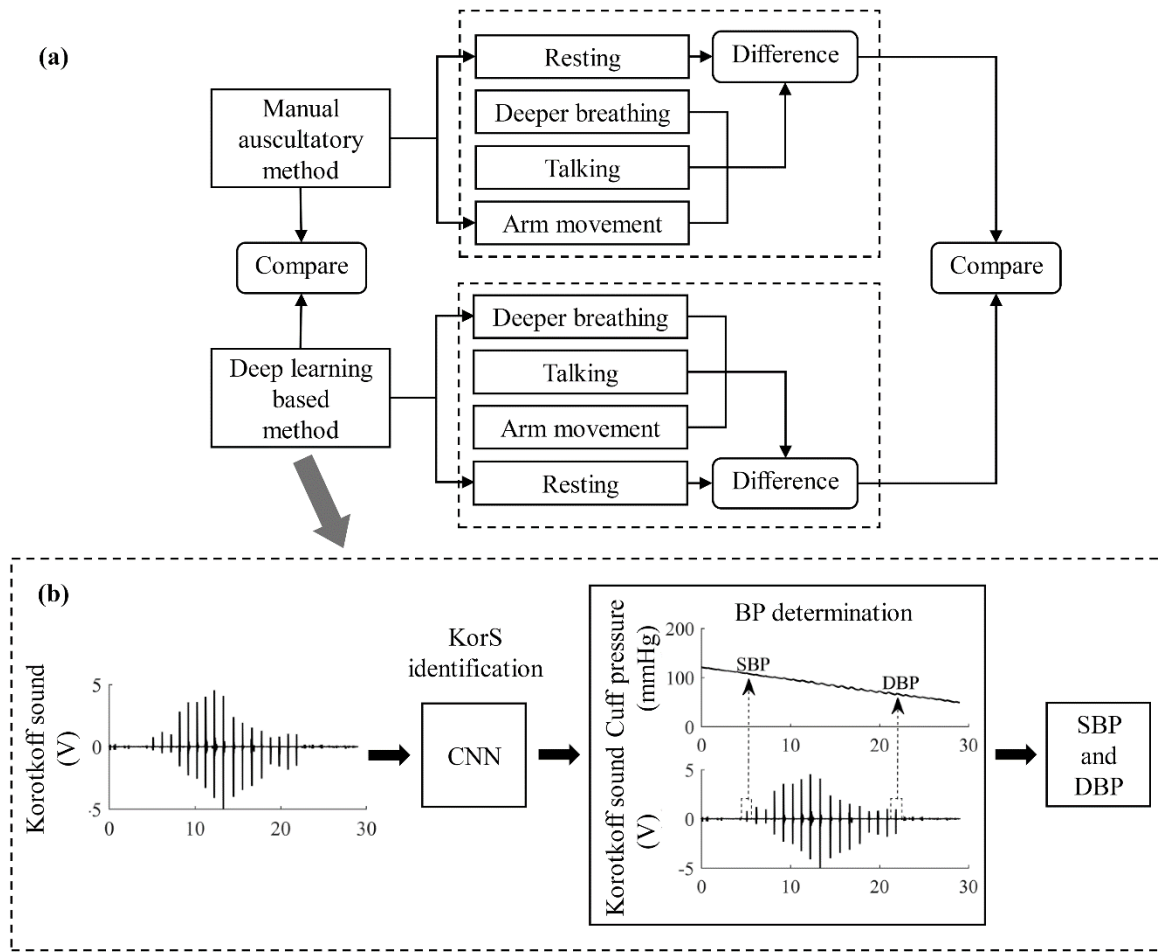 (a)
Resting
Difference
Manual
auscultatory
method
Deeper breathing
Talking
Arm movement
Compare
Compare
Deep learning
based
method
Deeper breathing
Talking
Arm movement
Resting
Difference
(b)
Korotkoff sound
(V)
5
0
-5
0
10
20
30
KorS
identification
CNN
BP determination
Cuff pressure
(mmHg)
200
100
0
SBP
DBP
0
10
20
30
Korotkoff sound
(V)
5
0
-5
0
10
20
30
SBP
and
DBP